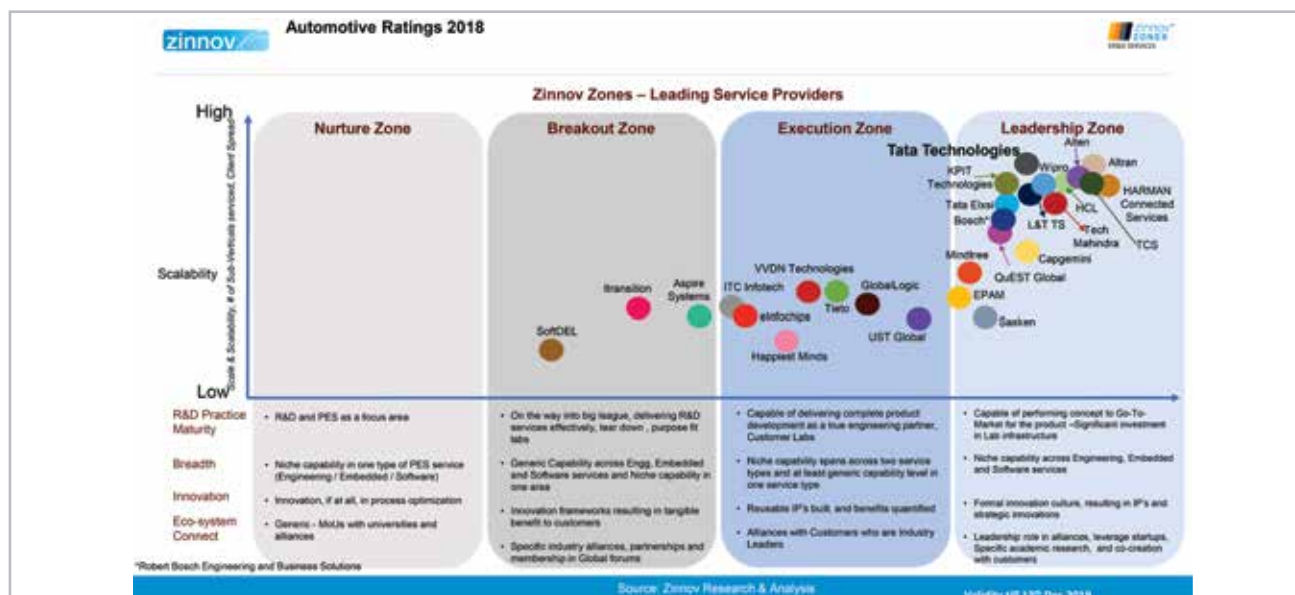 zinnov
Automotive Ratings 2018
zinnov
ZONES
Zinnov Zones – Leading Service Providers
High
Nurture Zone
Breakout Zone
Execution Zone
Leadership Zone
Scalability
Scale & Scalability, # of Sub-Verticals serviced, Client Spread
Low
Tata Technologies
Alten
Altran
Wipro
KPIT
Technologies
HARMAN
Connected
Services
Tata Elxsi
HCL
Bosch*
L&T TS
Tech
Mahindra
TCS
Mindtree
Capgemini
QuEST Global
VVDN Technologies
Itransition
Aspire
Systems
ITC Infotech
GlobalLogic
EPAM
eInfochips
Tieto
Sasken
SoftDEL
UST Global
Happiest Minds
R&D Practice
Maturity
• R&D and PES as a focus area
• On the way into big league, delivering R&D
services effectively, tear down , purpose fit
labs
• Capable of delivering complete product
development as a true engineering partner,
Customer Labs
• Capable of performing concept to Go-To-
Market for the product –Significant investment
in Lab infrastructure
Breadth
• Niche capability in one type of PES service
(Engineering / Embedded / Software)
• Generic Capability across Engg, Embedded
and Software services and Niche capability in
one area
• Niche capability spans across two service
types and at least generic capability level in
one service type
• Niche capability across Engineering, Embedded
and Software services
Innovation
• Innovation, if at all, in process optimization
• Innovation frameworks resulting in tangible
benefit to customers
• Reusable IP's built, and benefits quantified
• Formal innovation culture, resulting in IP's and
strategic innovations
Eco-system
Connect
• Generic - MoUs with universities and
alliances
• Specific industry alliances, partnerships and
membership in Global forums
• Alliances with Customers who are Industry
Leaders
• Leadership role in alliances, leverage startups,
Specific academic research, and co-creation
with customers
*Robert Bosch Engineering and Business Solutions
Source: Zinnov Research & Analysis